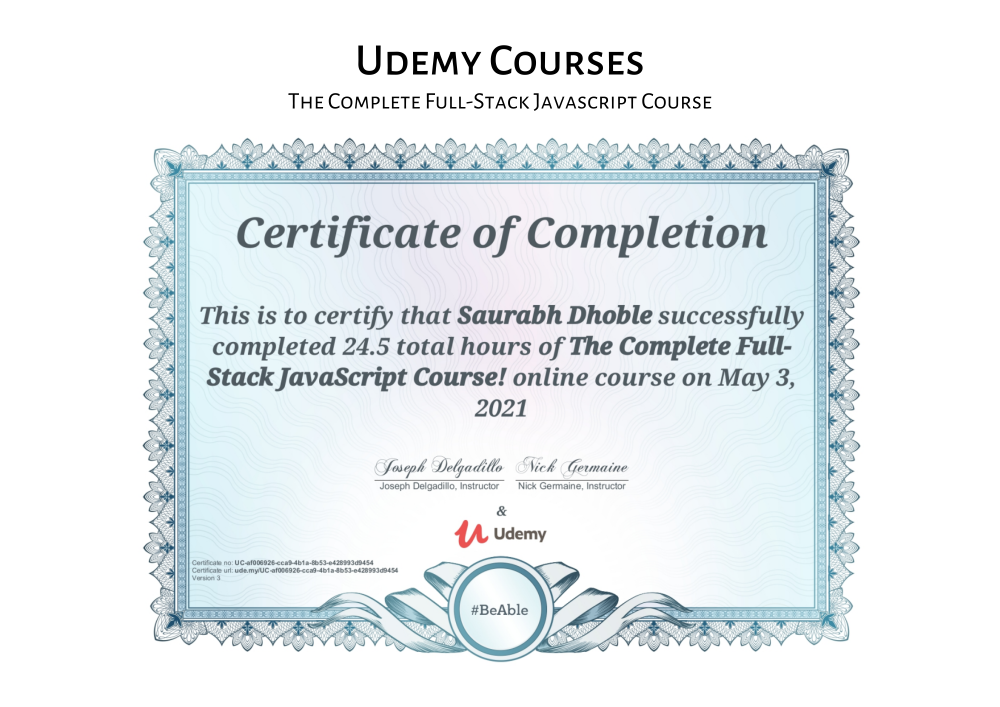 Udemy Courses
The Complete Full-Stack Javascript Course
Certificate of Completion
This is to certify that Saurabh Dhoble successfully
completed 24.5 total hours of The Complete Full-
Stack JavaScript Course! online course on May 3,
2021
Joseph Delgadillo Nick Germaine
Joseph Delgadillo, Instructor Nick Germaine, Instructor
&
Udemy
Certificate no: UC-af006926-cca9-4b1a-8b53-e428993d9454
Certificate url: ude.my/UC-af006926-cca9-4b1a-8b53-e428993d9454
Version 3
#BeAble